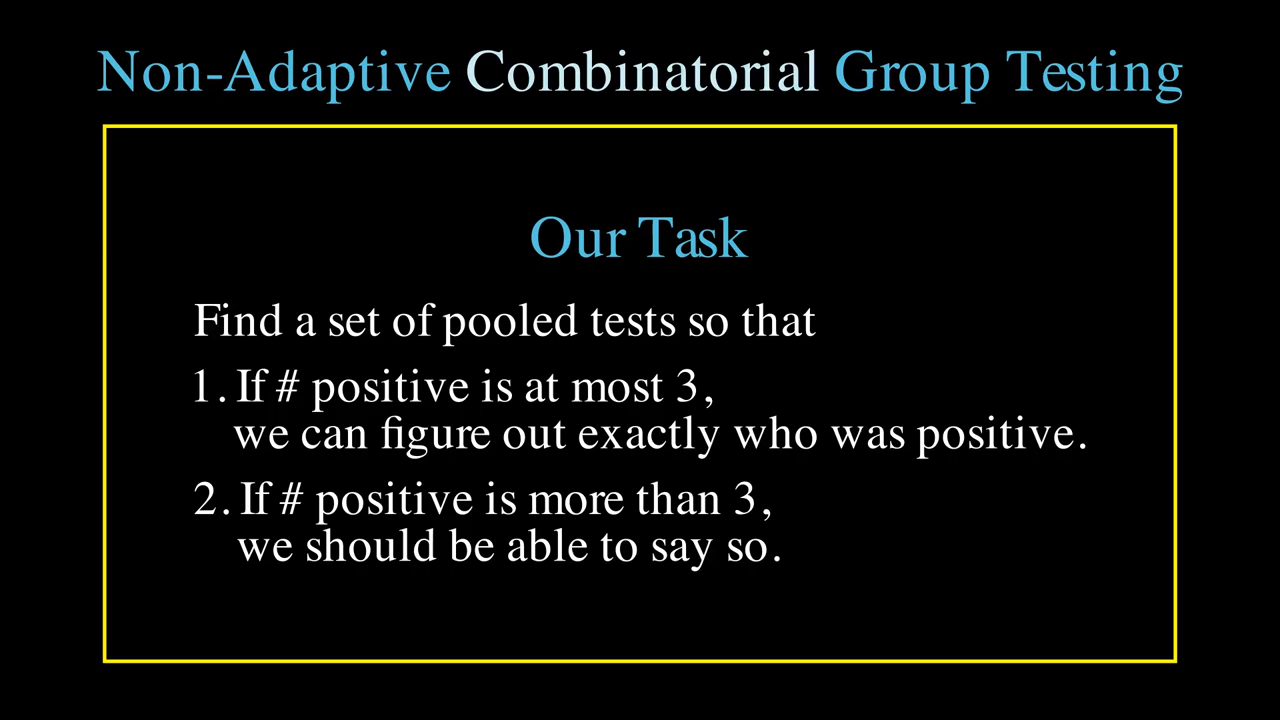 Non-Adaptive Combinatorial Group Testing
Our Task
Find a set of pooled tests so that
1. If # positive is at most 3,
we can figure out exactly who was positive.
2. If # positive is more than 3,
we should be able to say so.